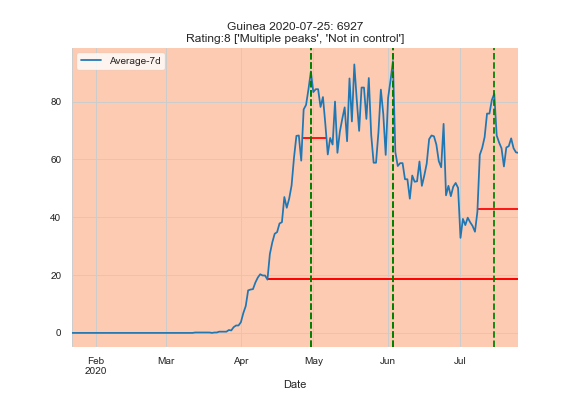 Guinea 2020-07-25: 6927
Rating:8 ['Multiple peaks', 'Not in control']
Average-7d
80
60
40
20
0
Feb
2020
Mar
Apr
May
Jun
Jul
Date